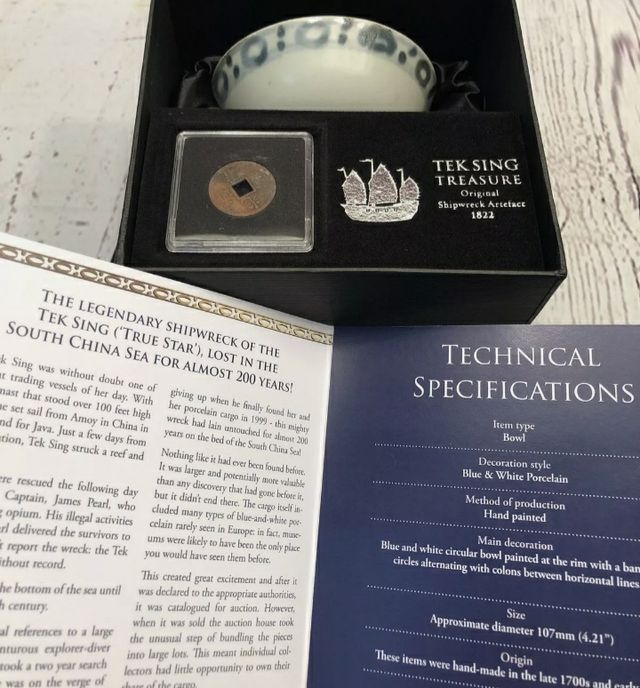 TEK SING
TREASURE
Original
Shipwreck Artefact
1822
THE LEGENDARY SHIPWRECK OF THE
TEK SING ('TRUE STAR'), LOST IN THE
SOUTH CHINA SEA FOR ALMOST 200 YEARS!
Sing was without doubt one of
trading vessels of her day. With
mast that stood over 100 feet high
set sail from Amoy in China in
for Java. Just a few days from
Tek Sing struck a reef and
rescued the following day
Captain, James Pearl, who
opium. His illegal activities
delivered the survivors to
report the wreck: the Tek
without record.
the bottom of the sea until
century.
references to a large
explorer-diver
took a two year search
was on the verge of
giving up when he finally found her and
her porcelain cargo in 1999 - this mighty
wreck had lain untouched for almost 200
years on the bed of the South China Sea!
Nothing like it had ever been found before.
It was larger and potentially more valuable
than any discovery that had gone before it,
but it didn't end there. The cargo itself in-
cluded many types of blue-and-white por-
celain rarely seen in Europe: in fact, muse-
ums were likely to have been the only place
you would have seen them before.
This created great excitement and after it
was declared to the appropriate authorities,
it was catalogued for auction. However,
when it was sold the auction house took
the unusual step of bundling the pieces
into large lots. This meant individual col-
lectors had little opportunity to own their
share of the cargo.
TECHNICAL
SPECIFICATIONS
Item type
Bowl
Decoration style
Blue & White Porcelain
Method of production
Hand painted
Main decoration
Blue and white circular bowl painted at the rim with a
circles alternating with colons between horizontal lines
Size
Approximate diameter 107mm (4.21")
Origin
These items were hand-made in the late 1700s and